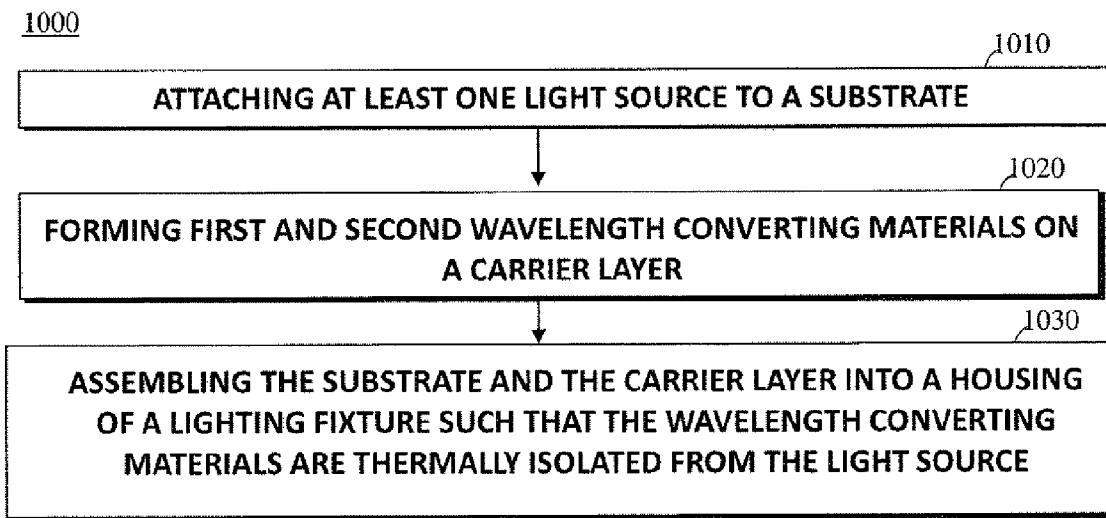 1000
1010
ATTACHING AT LEAST ONE LIGHT SOURCE TO A SUBSTRATE
1020
FORMING FIRST AND SECOND WAVELENGTH CONVERTING MATERIALS ON
A CARRIER LAYER
1030
ASSEMBLING THE SUBSTRATE AND THE CARRIER LAYER INTO A HOUSING
OF A LIGHTING FIXTURE SUCH THAT THE WAVELENGTH CONVERTING
MATERIALS ARE THERMALLY ISOLATED FROM THE LIGHT SOURCE